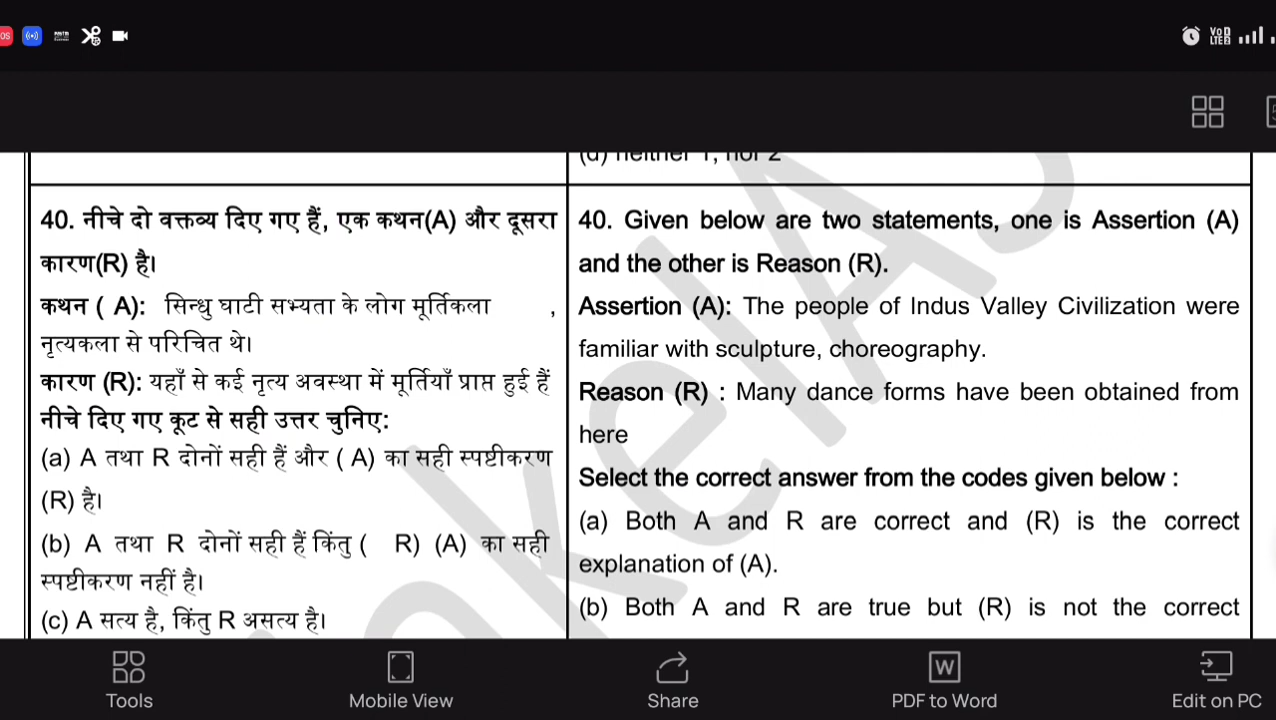 (d) neither 1, nor 2
40. नीचे दो वक्तव्य दिए गए हैं, एक कथन(A) और दूसरा
कारण(R) है।
कथन ( A): सिन्धु घाटी सभ्यता के लोग मूर्तिकला ,
नृत्यकला से परिचित थे।
कारण (R): यहाँ से कई नृत्य अवस्था में मूर्तियाँ प्राप्त हुई हैं
नीचे दिए गए कूट से सही उत्तर चुनिए:
(a) A तथा R दोनों सही हैं और ( A) का सही स्पष्टीकरण
(R) है।
(b) A तथा R दोनों सही हैं किंतु ( R) (A) का सही
स्पष्टीकरण नहीं है।
(c) A सत्य है, किंतु R असत्य है।
40. Given below are two statements, one is Assertion (A)
and the other is Reason (R).
Assertion (A): The people of Indus Valley Civilization were
familiar with sculpture, choreography.
Reason (R) : Many dance forms have been obtained from
here
Select the correct answer from the codes given below :
(a) Both A and R are correct and (R) is the correct
explanation of (A).
(b) Both A and R are true but (R) is not the correct
Tools
Mobile View
Share
PDF to Word
Edit on PC